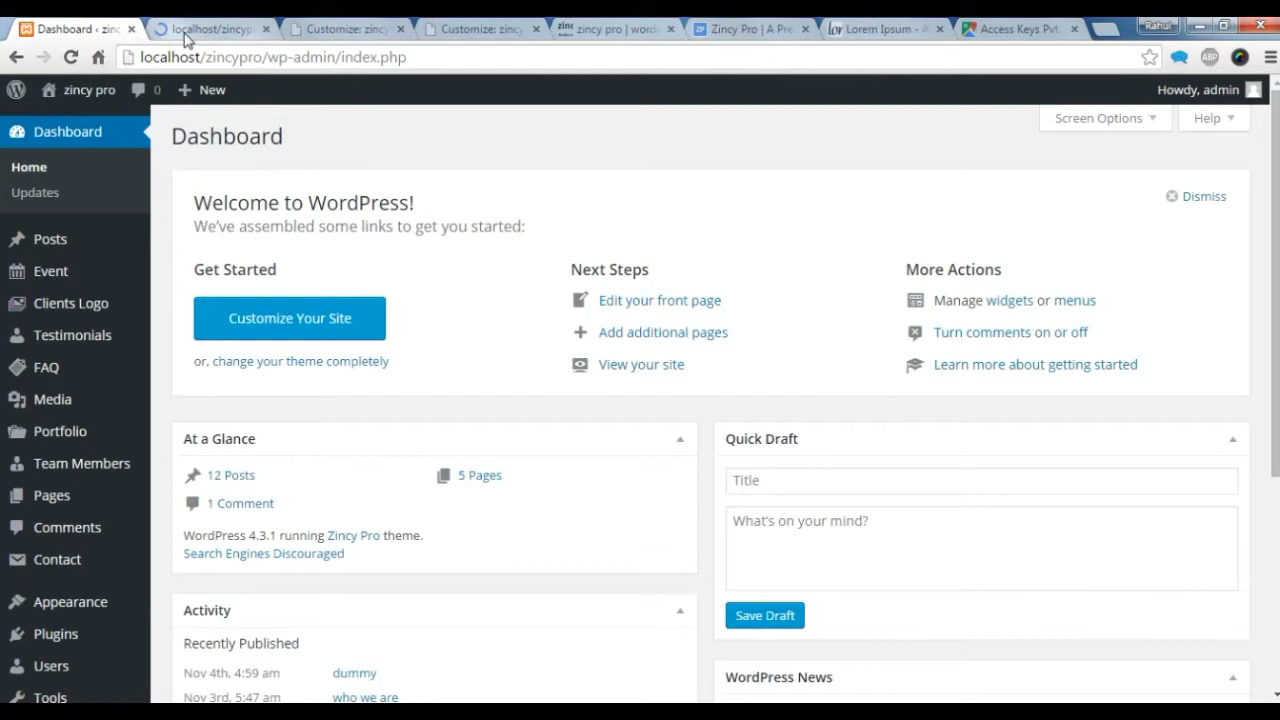 Dashboard ‹ zinc
localhost/zincyp
Customize: zincy
Customize: zincy
zincy pro | word
Zincy Pro | A Pre
Lorem Ipsum - A
Access Keys Pvt.
Rahul
localhost/zincypro/wp-admin/index.php
ABP
zincy pro
0
New
Howdy, admin
Dashboard
Home
Updates
Posts
Event
Clients Logo
Testimonials
FAQ
Media
Portfolio
Team Members
Pages
Comments
Contact
Appearance
Plugins
Users
Tools
Dashboard
Screen Options
Help
Welcome to WordPress!
We've assembled some links to get you started:
Dismiss
Get Started
Customize Your Site
or, change your theme completely
Next Steps
Edit your front page
Add additional pages
View your site
More Actions
Manage widgets or menus
Turn comments on or off
Learn more about getting started
At a Glance
12 Posts
5 Pages
1 Comment
WordPress 4.3.1 running Zincy Pro theme.
Search Engines Discouraged
Activity
Recently Published
Nov 4th, 4:59 am dummy
Nov 3rd, 5:47 am who we are
Quick Draft
Title
What's on your mind?
Save Draft
WordPress News